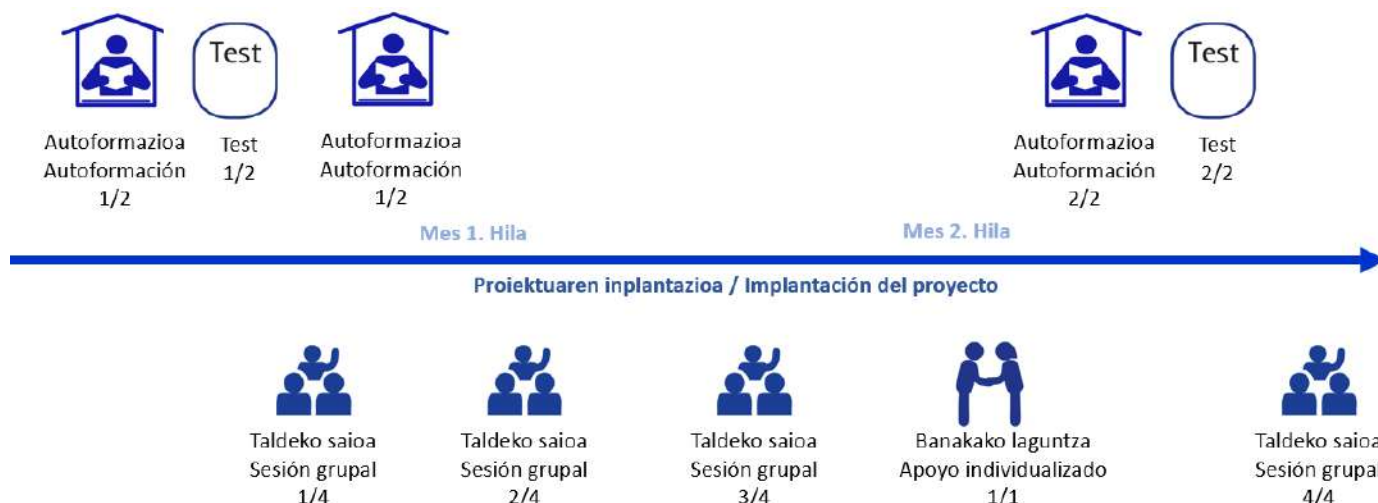 Test
Test
Autoformazioa
Autoformación
1/2
Test
1/2
Autoformazioa
Autoformación
1/2
Autoformazioa
Autoformación
2/2
Test
2/2
Mes 1. Hila
Mes 2. Hila
Proiektuaren inplantazioa / Implantación del proyecto
Taldeko saioa
Sesión grupal
1/4
Taldeko saioa
Sesión grupal
2/4
Taldeko saioa
Sesión grupal
3/4
Banakako laguntza
Apoyo individualizado
1/1
Taldeko saioa
Sesión grupal
4/4